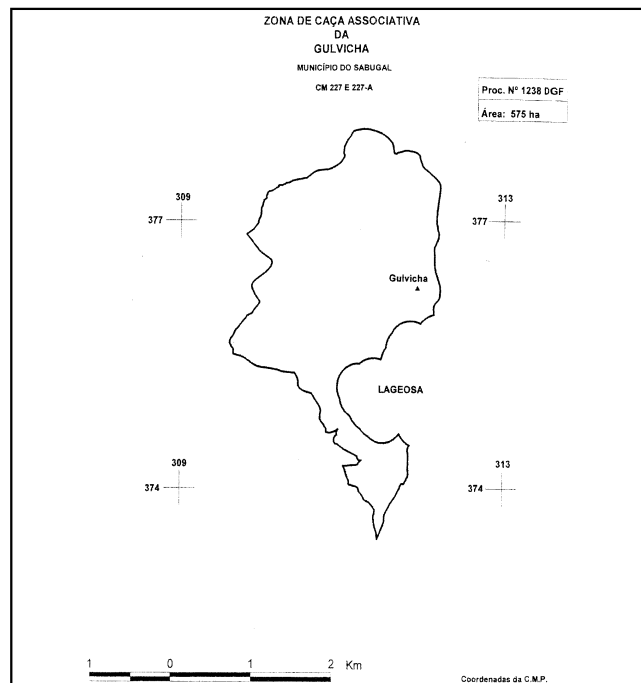 ZONA DE CAÇA ASSOCIATIVA
DA
GULVICHA
MUNICÍPIO DO SABUGAL
CM 227 E 227-A
Proc. Nº 1238 DGF
Área: 575 ha
309
377
313
377
Gulvicha
LAGEOSA
309
374
313
374
1 0 1 2 Km
Coordenadas da C.M.P.